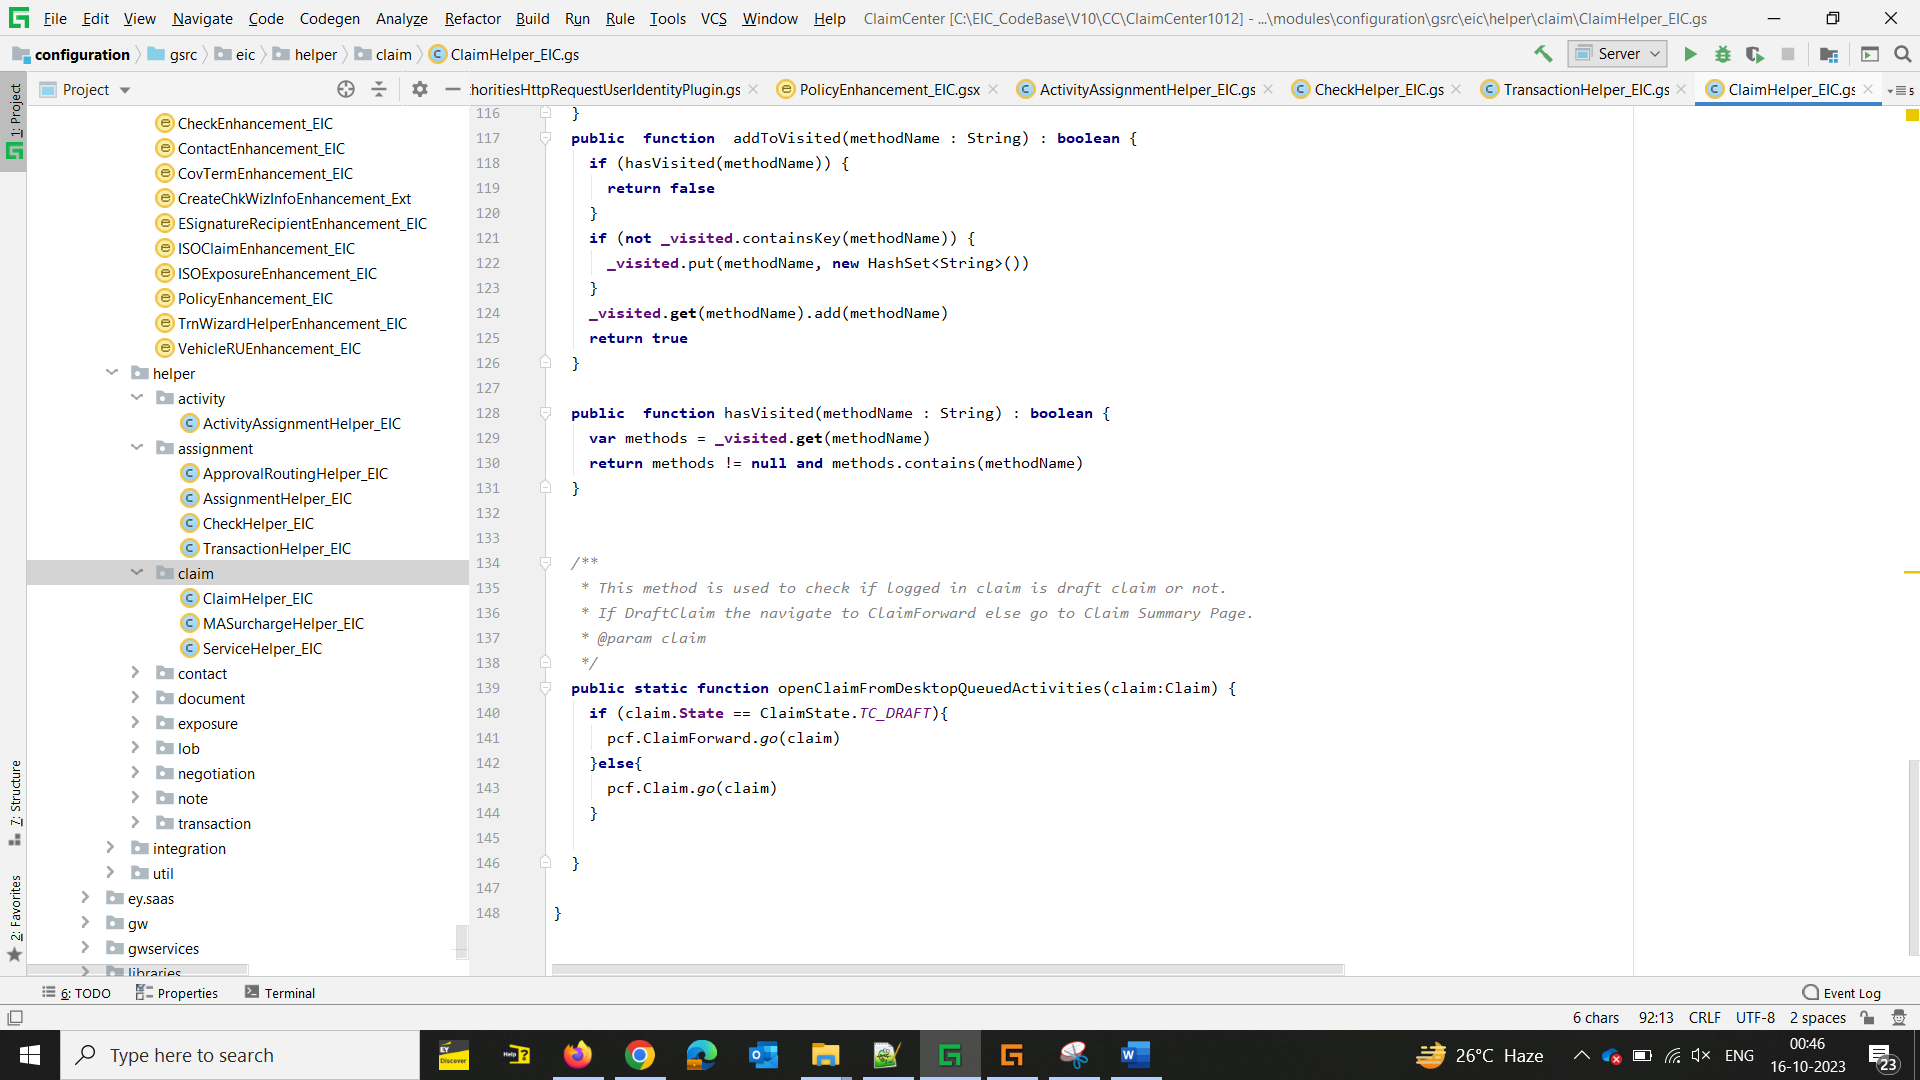 File Edit View Navigate Code Codegen Analyze Refactor Build Run Rule Tools VCS Window Help ClaimCenter [C:\EIC_CodeBase\V10\CC\ClaimCenter1012] - ...\modules\configuration\gsrc\eic\helper\claim\ClaimHelper_EIC.gs
configuration gsrc eic helper claim ClaimHelper_EIC.gs Server
Project
horitiesHttpRequestUserIdentityPlugin.gs PolicyEnhancement_EIC.gsx ActivityAssignmentHelper_EIC.gs CheckHelper_EIC.gs TransactionHelper_EIC.gs ClaimHelper_EIC.gs s
1: Project
7: Structure
2: Favorites
CheckEnhancement_EIC
ContactEnhancement_EIC
CovTermEnhancement_EIC
CreateChkWizInfoEnhancement_Ext
ESignatureRecipientEnhancement_EIC
ISOClaimEnhancement_EIC
ISOExposureEnhancement_EIC
PolicyEnhancement_EIC
TrnWizardHelperEnhancement_EIC
VehicleRUEnhancement_EIC
helper
activity
ActivityAssignmentHelper_EIC
assignment
ApprovalRoutingHelper_EIC
AssignmentHelper_EIC
CheckHelper_EIC
TransactionHelper_EIC
claim
ClaimHelper_EIC
MASurchargeHelper_EIC
ServiceHelper_EIC
contact
document
exposure
lob
negotiation
note
transaction
integration
util
ey.saas
gw
gwservices
libraries
116 }
117 public  function  addToVisited(methodName : String) : boolean {
118 if (hasVisited(methodName)) {
119 return false
120 }
121 if (not _visited.containsKey(methodName)) {
122 _visited.put(methodName, new HashSet<String>())
123 }
124 _visited.get(methodName).add(methodName)
125 return true
126 }
127
128 public  function hasVisited(methodName : String) : boolean {
129 var methods = _visited.get(methodName)
130 return methods != null and methods.contains(methodName)
131 }
132
133
134 /**
135 * This method is used to check if logged in claim is draft claim or not.
136 * If DraftClaim the navigate to ClaimForward else go to Claim Summary Page.
137 * @param claim
138 */
139 public static function openClaimFromDesktopQueuedActivities(claim:Claim) {
140 if (claim.State == ClaimState.TC_DRAFT){
141 pcf.ClaimForward.go(claim)
142 }else{
143 pcf.Claim.go(claim)
144 }
145
146 }
147
148 }
6: TODO Properties Terminal Event Log
6 chars 92:13 CRLF UTF-8 2 spaces
Type here to search
EY Discover
Help ?
26°C Haze
ENG
00:46
16-10-2023
23